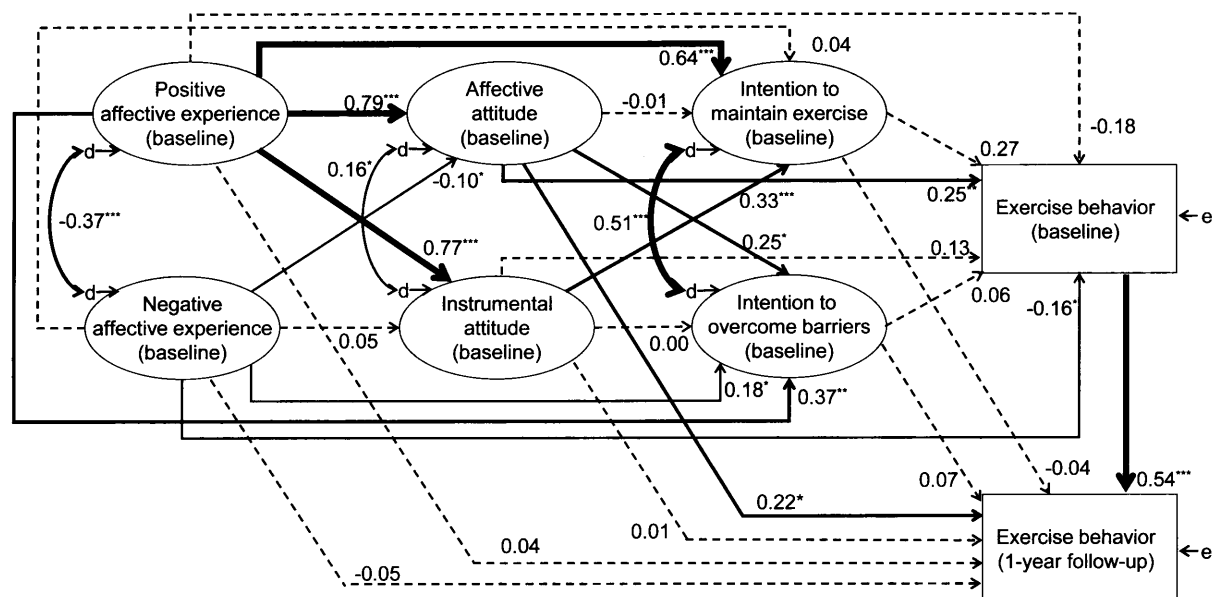 0.04
0.64***
Positive
affective experience
(baseline)
0.79***
Affective
attitude
(baseline)
-0.01
Intention to
maintain exercise
(baseline)
-0.18
0.27
d
0.16*
d
-0.10*
d
0.33***
0.25*
Exercise behavior
(baseline)
e
-0.37***
0.51***
0.77***
0.25*
0.13
d
Negative
affective experience
(baseline)
0.05
d
Instrumental
attitude
(baseline)
0.00
d
Intention to
overcome barriers
(baseline)
0.06
-0.16*
0.18*
0.37**
-0.04
0.07
0.54***
0.22*
0.01
0.04
-0.05
Exercise behavior
(1-year follow-up)
e